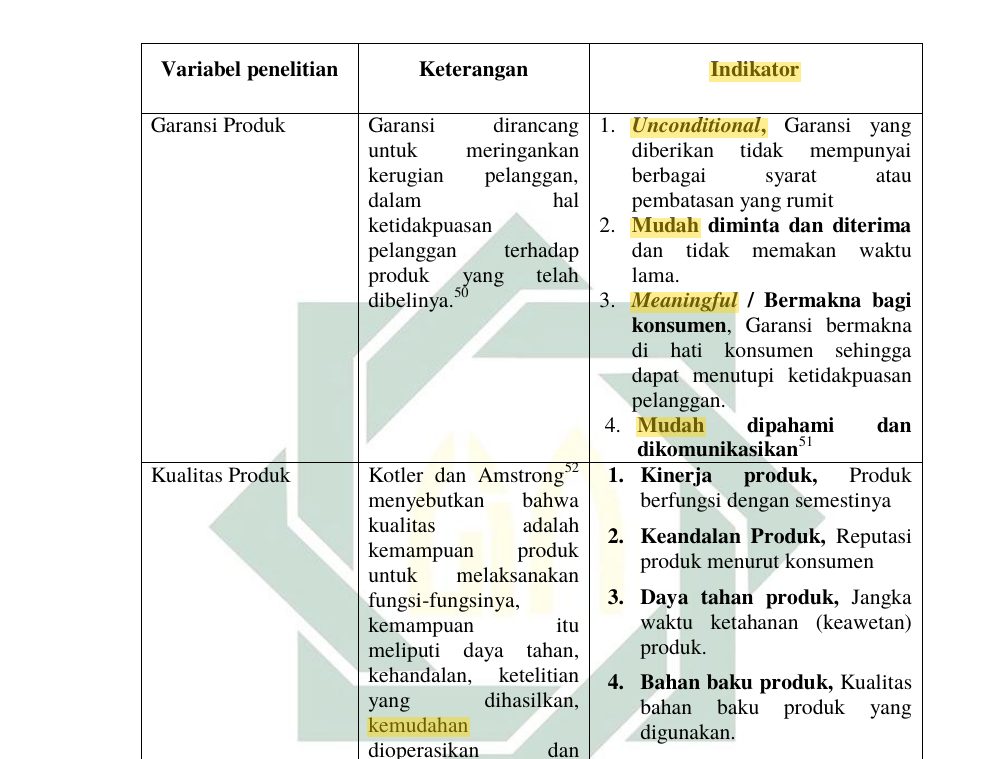 Variabel penelitian
Keterangan
Indikator
Garansi Produk
Garansi dirancang
untuk meringankan
kerugian pelanggan,
dalam hal
ketidakpuasan
pelanggan terhadap
produk yang telah
dibelinya.50
1. Unconditional, Garansi yang
diberikan tidak mempunyai
berbagai syarat atau
pembatasan yang rumit
2. Mudah diminta dan diterima
dan tidak memakan waktu
lama.
3. Meaningful / Bermakna bagi
konsumen, Garansi bermakna
di hati konsumen sehingga
dapat menutupi ketidakpuasan
pelanggan.
4. Mudah dipahami dan
dikomunikasikan51
Kualitas Produk
Kotler dan Amstrong52
menyebutkan bahwa
kualitas adalah
kemampuan produk
untuk melaksanakan
fungsi-fungsinya,
kemampuan itu
meliputi daya tahan,
kehandalan, ketelitian
yang dihasilkan,
kemudahan
dioperasikan dan
1. Kinerja produk, Produk
berfungsi dengan semestinya
2. Keandalan Produk, Reputasi
produk menurut konsumen
3. Daya tahan produk, Jangka
waktu ketahanan (keawetan)
produk.
4. Bahan baku produk, Kualitas
bahan baku produk yang
digunakan.